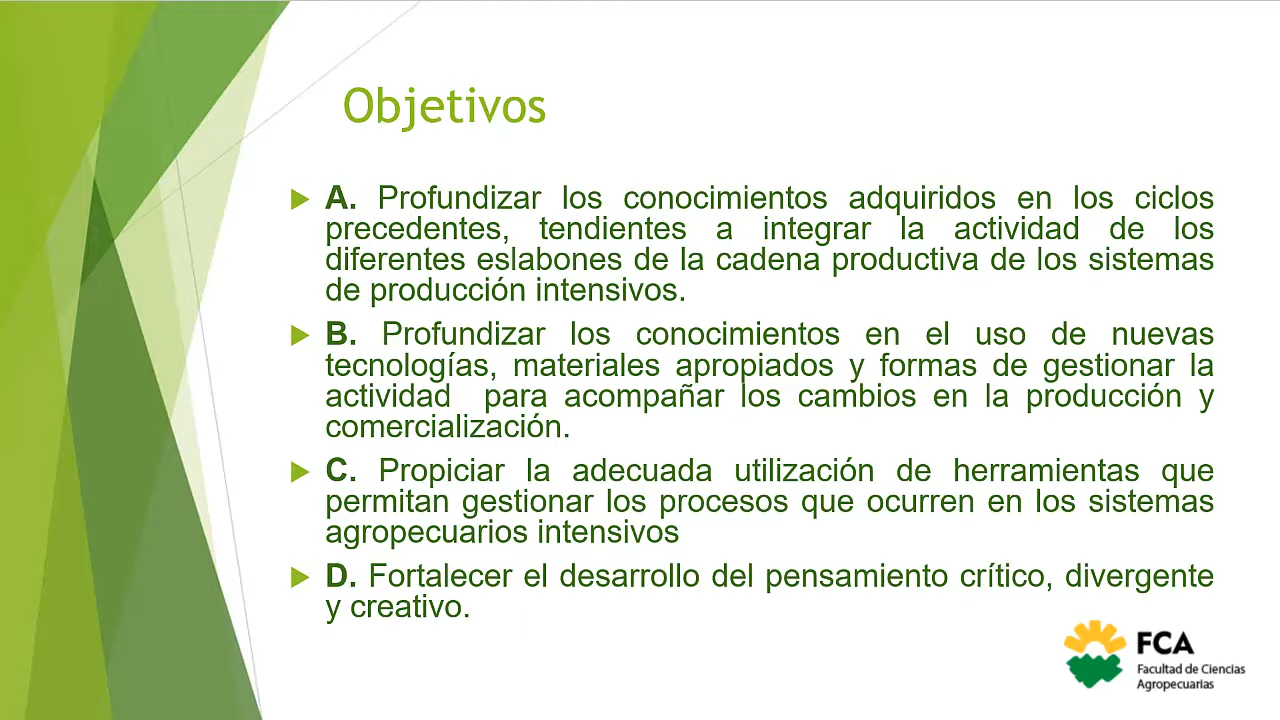 Objetivos
A. Profundizar los conocimientos adquiridos en los ciclos
precedentes, tendientes a integrar la actividad de los
diferentes eslabones de la cadena productiva de los sistemas
de producción intensivos.
B. Profundizar los conocimientos en el uso de nuevas
tecnologías, materiales apropiados y formas de gestionar la
actividad para acompañar los cambios en la producción y
comercialización.
C. Propiciar la adecuada utilización de herramientas que
permitan gestionar los procesos que ocurren en los sistemas
agropecuarios intensivos
D. Fortalecer el desarrollo del pensamiento crítico, divergente
y creativo.
FCA
Facultad de Ciencias
Agropecuarias